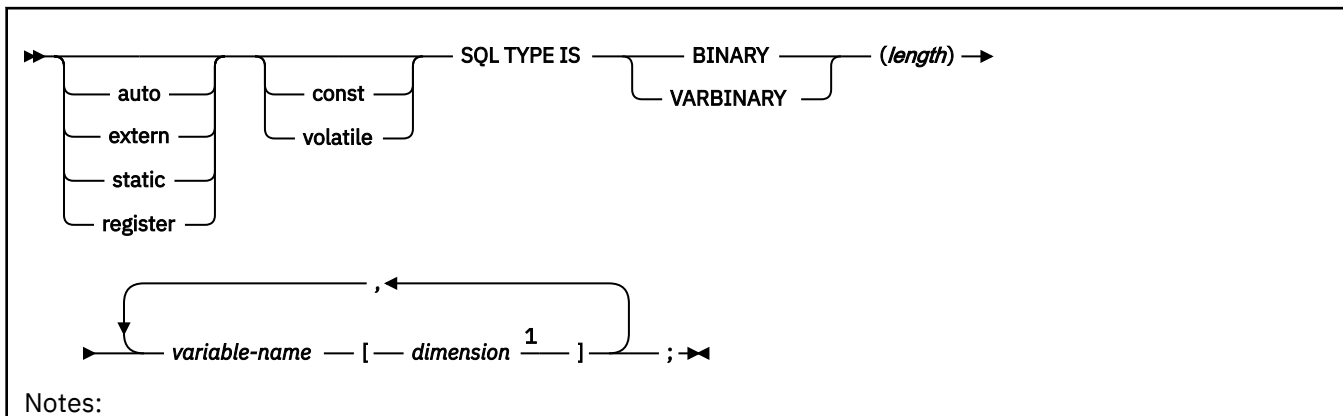 SQL TYPE IS BINARY (length)
auto const VARBINARY
extern volatile
static
register
,
variable-name [ dimension 1 ] ;
Notes: